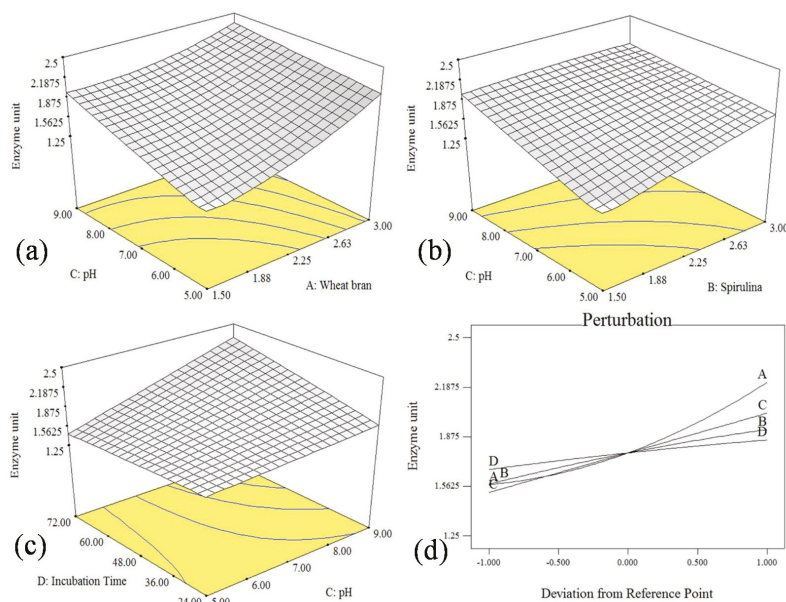 2.5
2.1875
1.875
1.5625
1.25
Enzyme unit
9.00
8.00
7.00
6.00
5.00
C: pH
1.50
1.88
2.25
2.63
3.00
A: Wheat bran
(a)
2.5
2.1875
1.875
1.5625
1.25
Enzyme unit
9.00
8.00
7.00
6.00
5.00
C: pH
1.50
1.88
2.25
2.63
3.00
B: Spirulina
(b)
2.5
2.1875
1.875
1.5625
1.25
Enzyme unit
72.00
60.00
48.00
36.00
24.00
D: Incubation Time
5.00
6.00
7.00
8.00
9.00
C: pH
(c)
Perturbation
2.5
2.1875
1.875
1.5625
1.25
Enzyme unit
A
C
B
D
D
A
B
C
-1.000
-0.500
0.000
0.500
1.000
Deviation from Reference Point
(d)